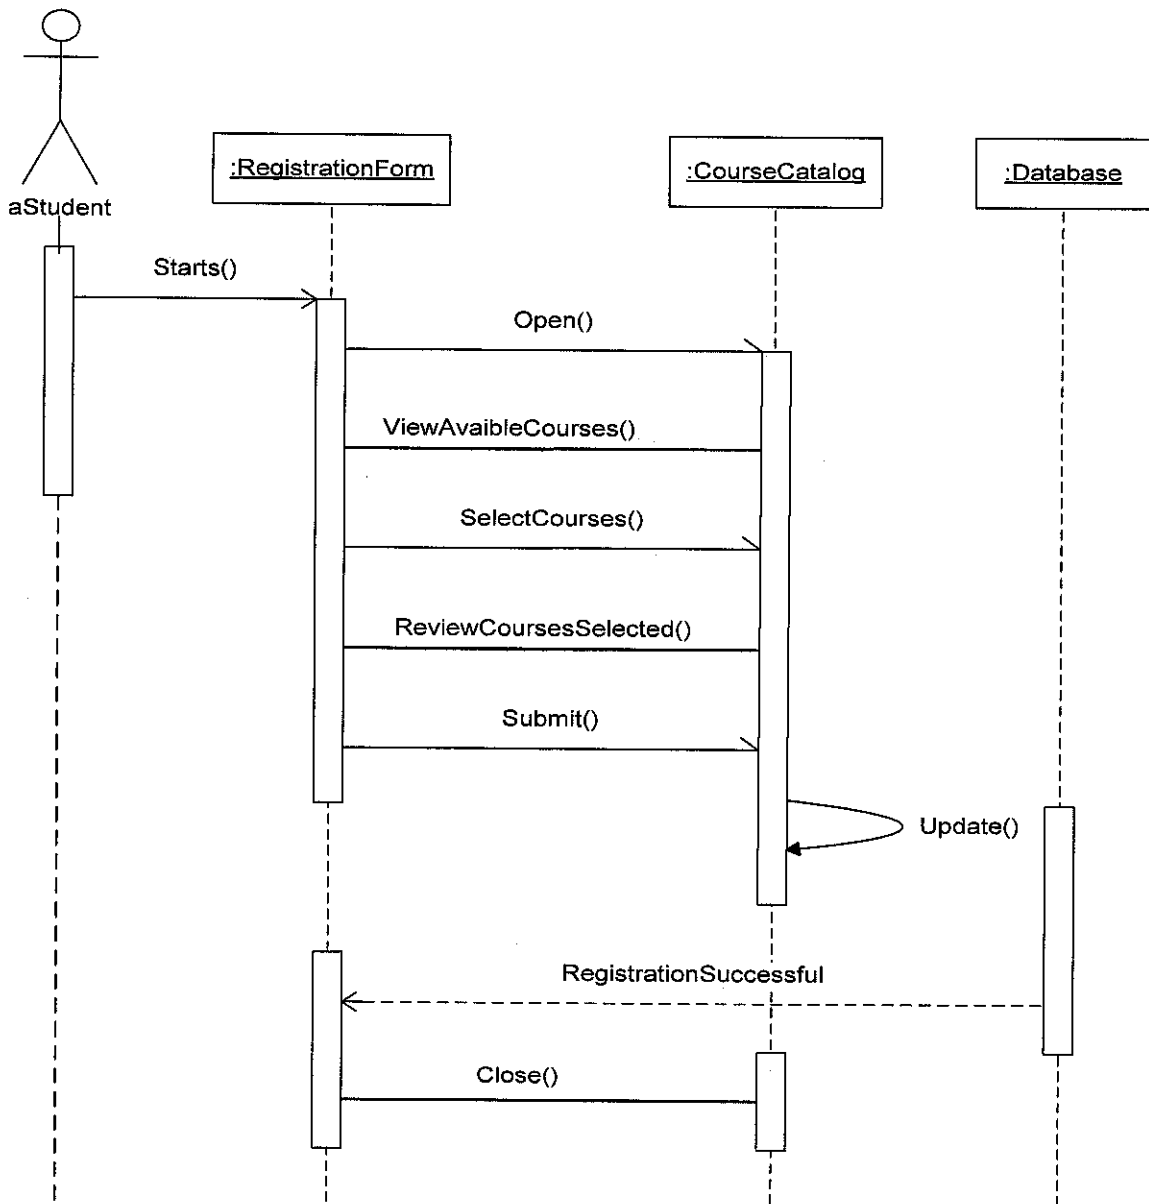 :RegistrationForm
:CourseCatalog
:Database
aStudent
Starts()
Open()
ViewAvaibleCourses()
SelectCourses()
ReviewCoursesSelected()
Submit()
Update()
RegistrationSuccessful
Close()